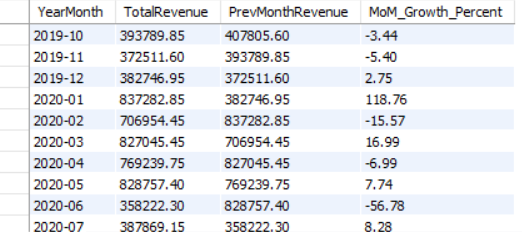 YearMonth TotalRevenue PrevMonthRevenue MoM_Growth_Percent
2019-10 393789.85 407805.60 -3.44
2019-11 372511.60 393789.85 -5.40
2019-12 382746.95 372511.60 2.75
2020-01 837282.85 382746.95 118.76
2020-02 706954.45 837282.85 -15.57
2020-03 827045.45 706954.45 16.99
2020-04 769239.75 827045.45 -6.99
2020-05 828757.40 769239.75 7.74
2020-06 358222.30 828757.40 -56.78
2020-07 387869.15 358222.30 8.28